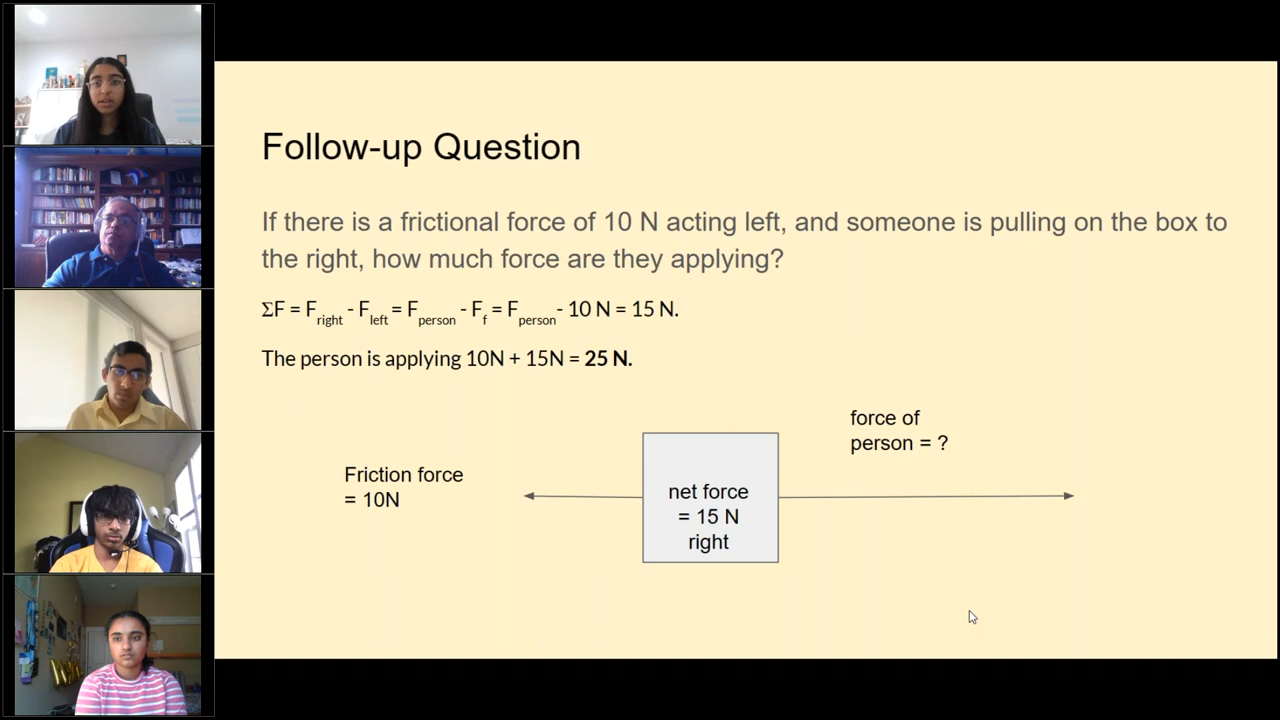 Follow-up Question
If there is a frictional force of 10 N acting left, and someone is pulling on the box to
the right, how much force are they applying?
ΣF = Fright - Fleft = Fperson - Ff = Fperson- 10 N = 15 N.
The person is applying 10N + 15N = 25 N.
force of
person = ?
Friction force
= 10N
net force
= 15 N
right